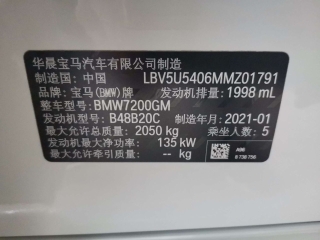 华晨宝马汽车有限公司制造
制造国：中国 LBV5U5406MMZ01791
品牌：宝马(BMW)牌 发动机排量：1998 mL
整车型号：BMW7200GM
发动机型号：B48B20C 制造年月：2021-01
最大允许总质量：2050 kg 乘坐人数：5
发动机最大净功率：135 kW
最大允许牵引质量：-- kg